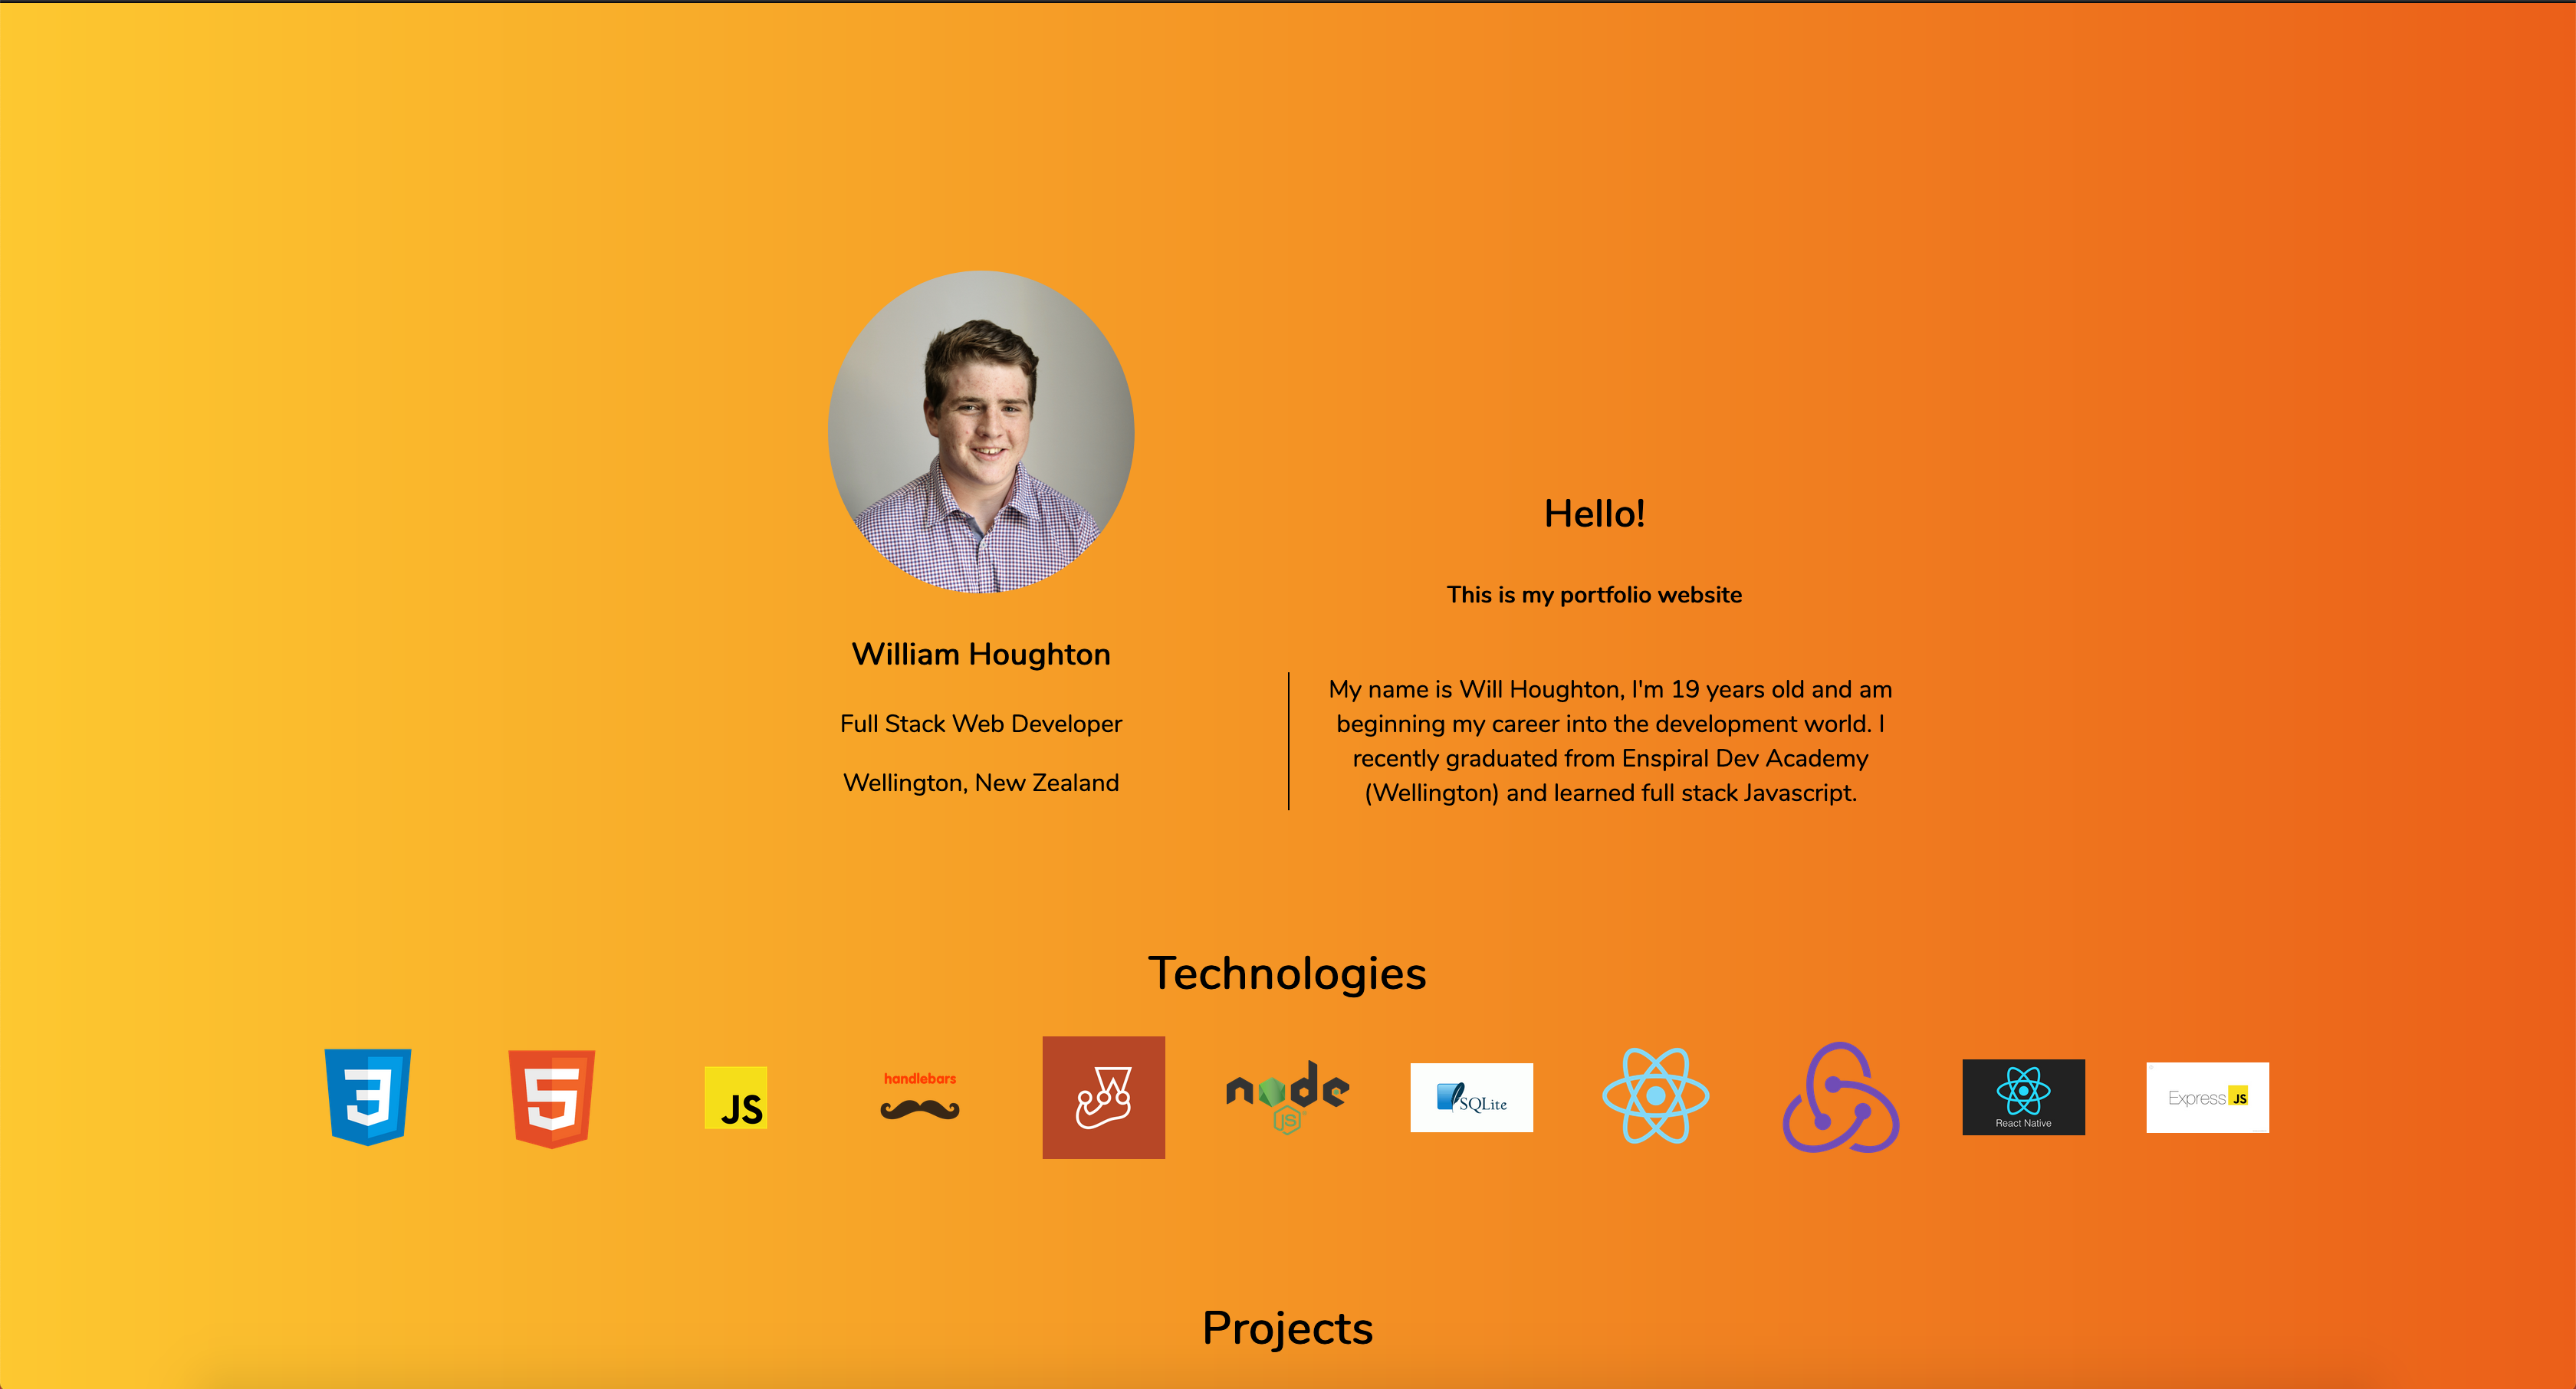 William Houghton
Full Stack Web Developer
Wellington, New Zealand
Hello!
This is my portfolio website
My name is Will Houghton, I'm 19 years old and am
beginning my career into the development world. I
recently graduated from Enspiral Dev Academy
(Wellington) and learned full stack Javascript.
Technologies
3
5
JS
handlebars
node
JS
SQLite
React Native
Express JS
Projects